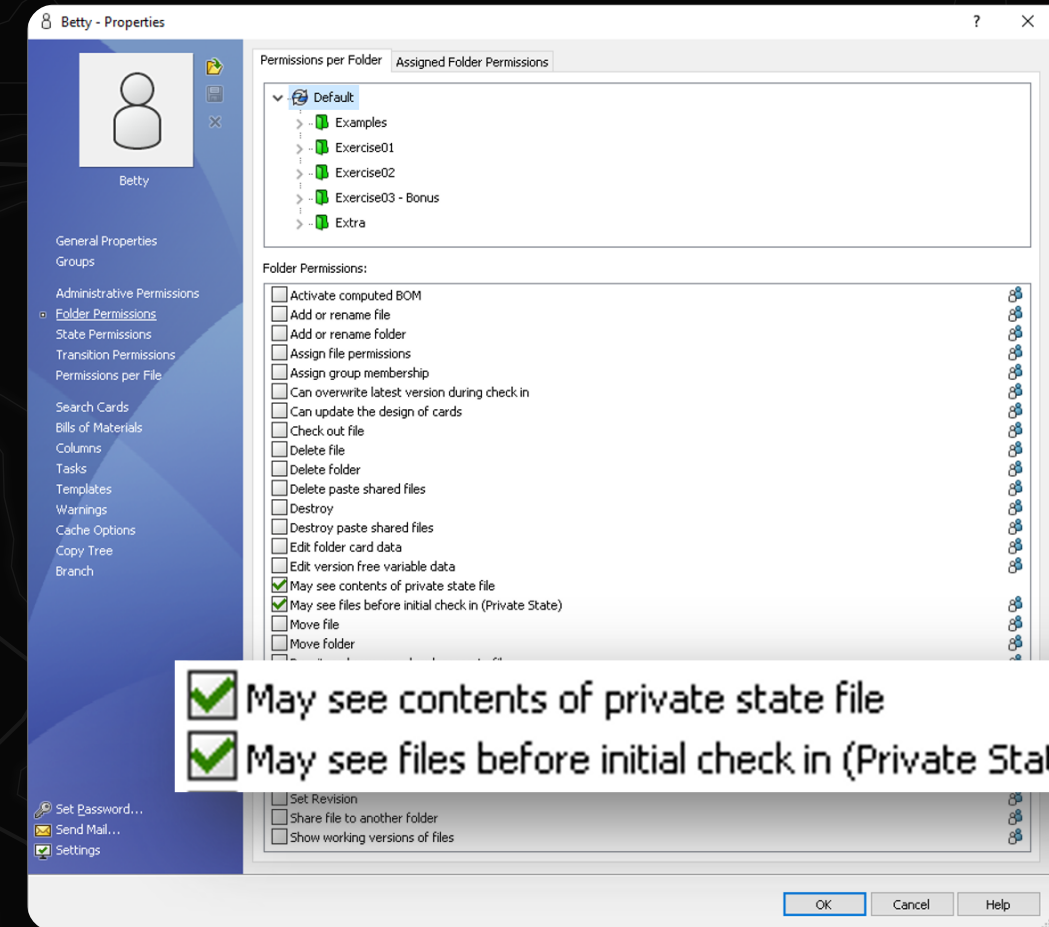 Betty - Properties
?
Betty
General Properties
Groups
Administrative Permissions
Folder Permissions
State Permissions
Transition Permissions
Permissions per File
Search Cards
Bills of Materials
Columns
Tasks
Templates
Warnings
Cache Options
Copy Tree
Branch
Set Password...
Send Mail...
Settings
Permissions per Folder
Assigned Folder Permissions
Default
Examples
Exercise01
Exercise02
Exercise03 - Bonus
Extra
Folder Permissions:
Activate computed BOM
Add or rename file
Add or rename folder
Assign file permissions
Assign group membership
Can overwrite latest version during check in
Can update the design of cards
Check out file
Delete file
Delete folder
Delete paste shared files
Destroy
Destroy paste shared files
Edit folder card data
Edit version free variable data
May see contents of private state file
May see files before initial check in (Private State)
Move file
Move folder
May see contents of private state file
May see files before initial check in (Private Sta
Set Revision
Share file to another folder
Show working versions of files
OK
Cancel
Help